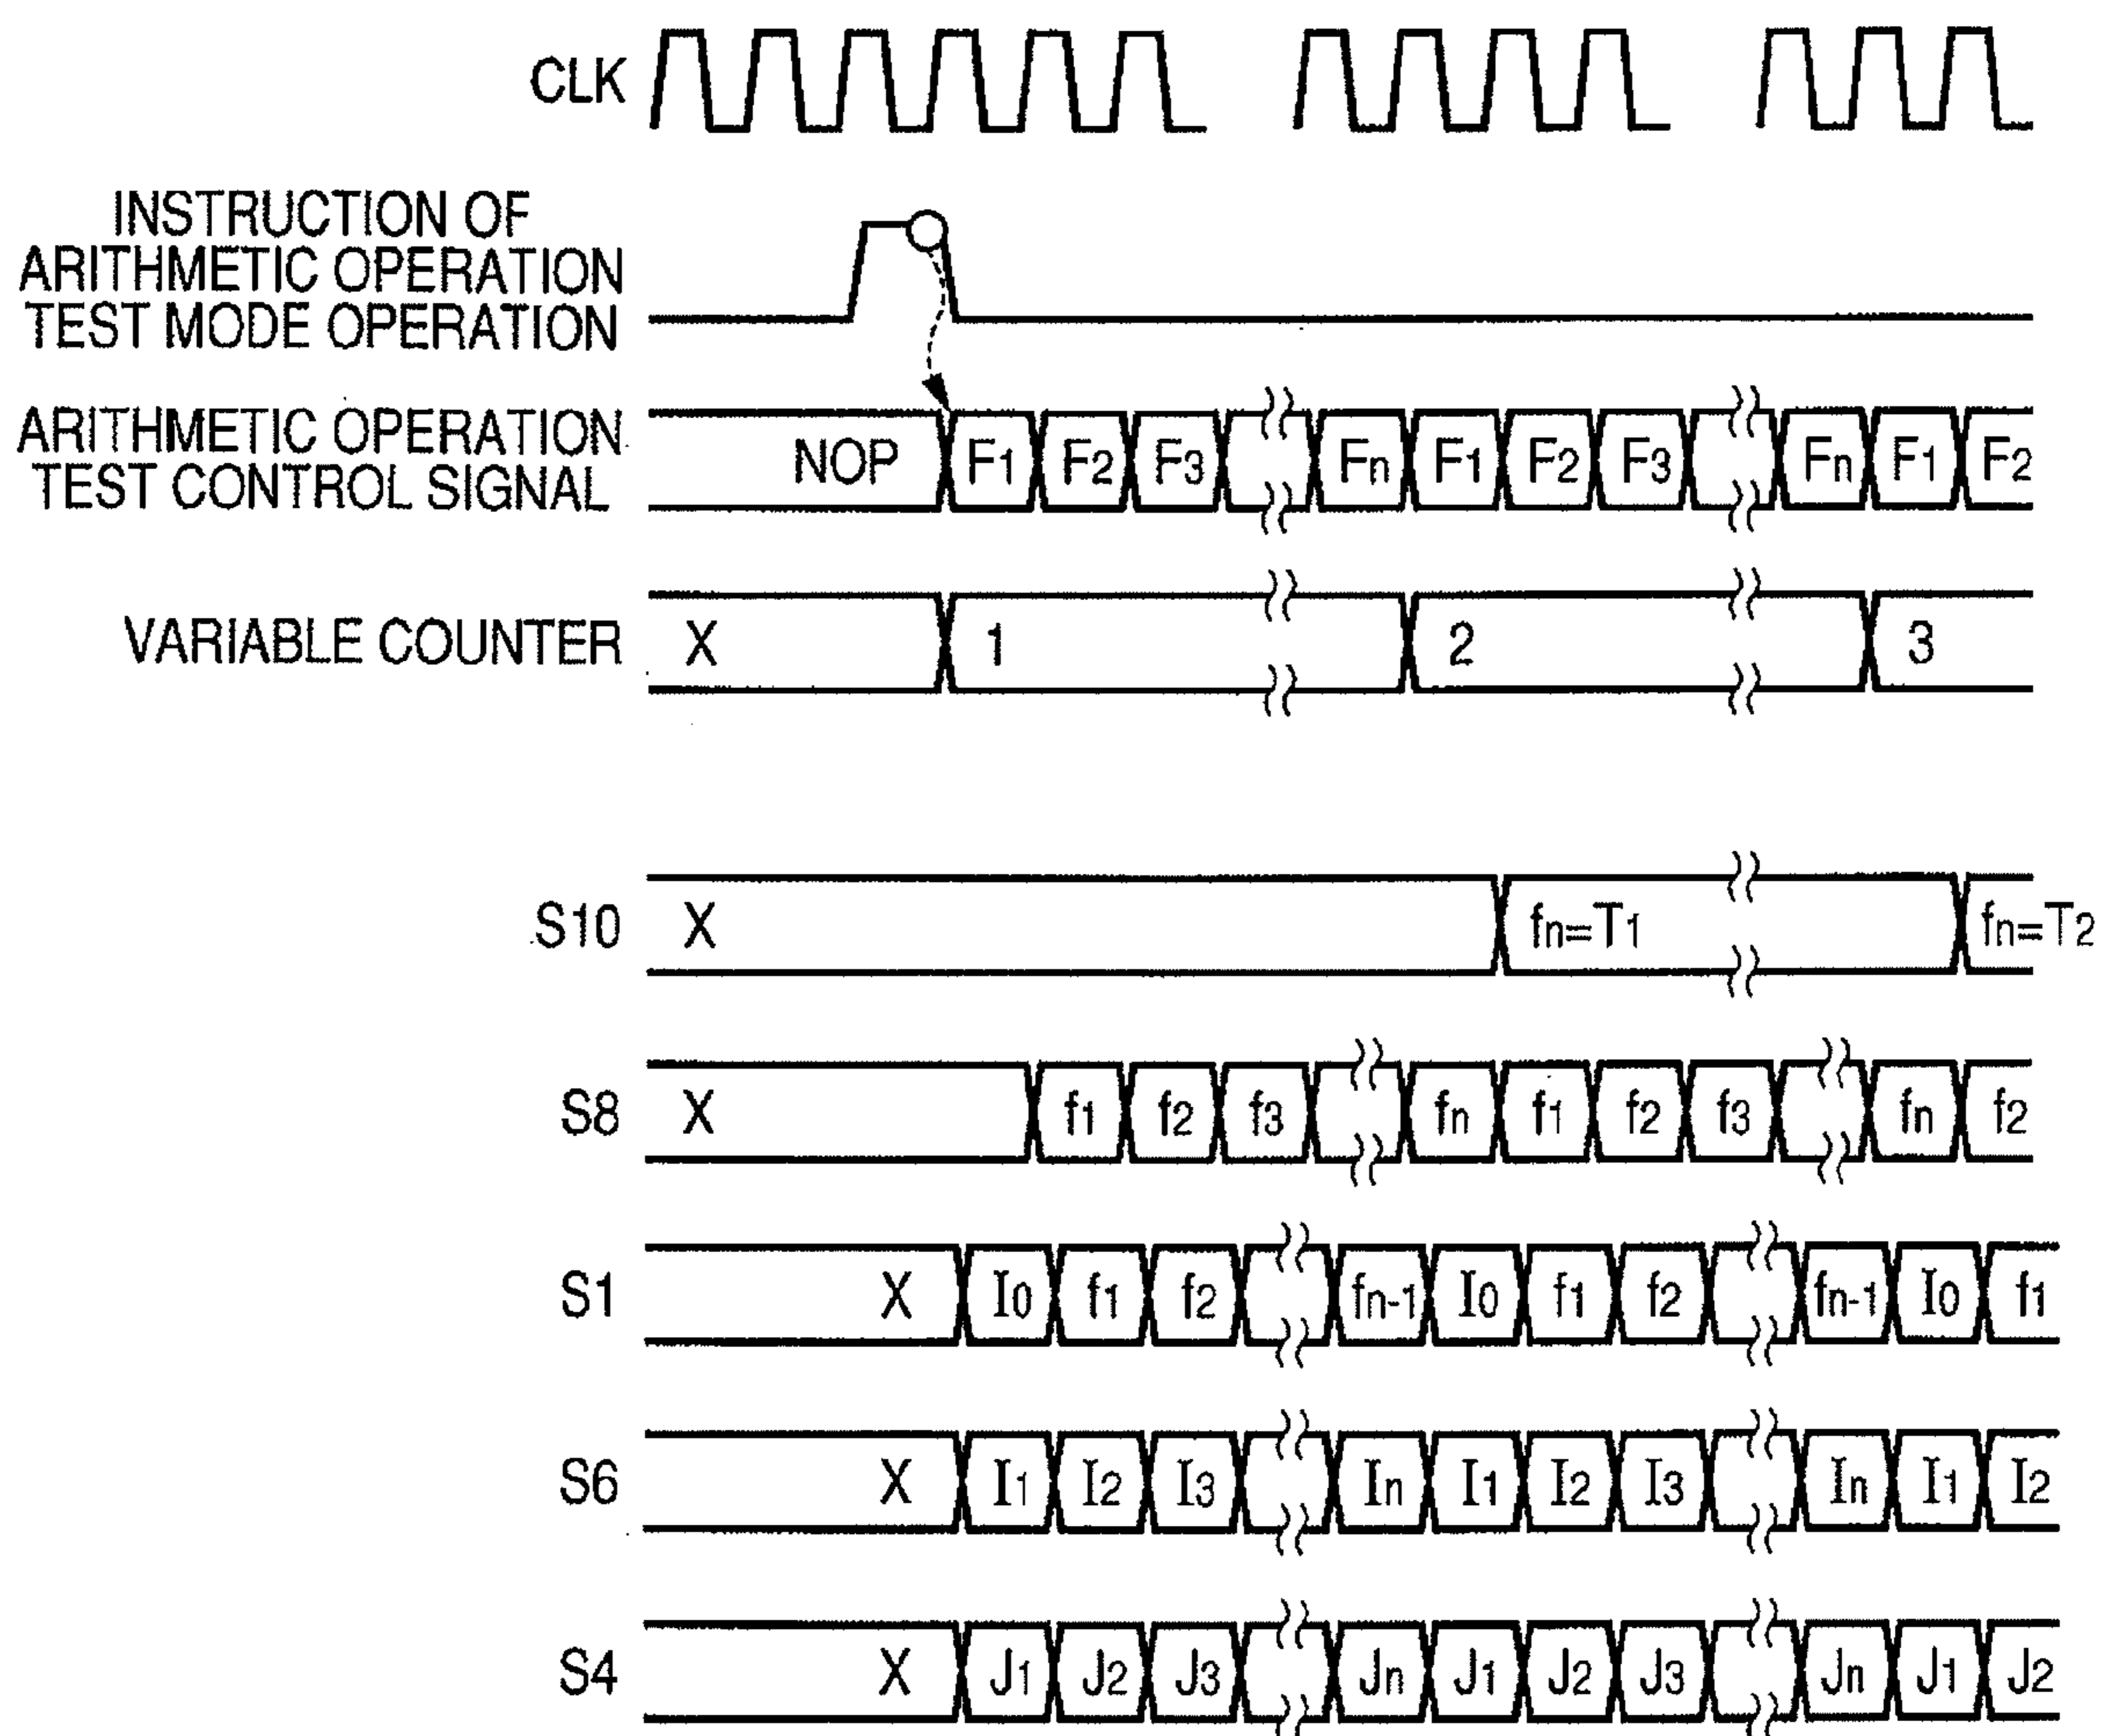 CLK
INSTRUCTION OF
ARITHMETIC OPERATION
TEST MODE OPERATION
ARITHMETIC OPERATION
TEST CONTROL SIGNAL
NOP F1 F2 F3 Fn F1 F2 F3 Fn F1 F2
VARIABLE COUNTER X 1 2 3
S10 X fn=T1 fn=T2
S8 X f1 f2 f3 fn f1 f2 f3 fn f2
S1 X I0 f1 f2 fn-1 I0 f1 f2 fn-1 I0 f1
S6 X I1 I2 I3 In I1 I2 I3 In I1 I2
S4 X J1 J2 J3 Jn J1 J2 J3 Jn J1 J2